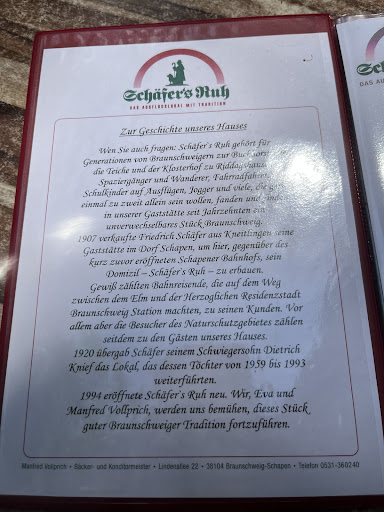 Schäfer's Ruh
DAS AUSFLUGSLOKAL MIT TRADITION
Zur Geschichte unseres Hauses
Wen Sie auch fragen: Schäfer's Ruh gehört für
Generationen von Braunschweigern zur
die Teiche und der Klosterhof zu
Spaziergänger und Wanderer,
Schulkinder auf Ausflügen, Jogger und viele, die
einmal zu zweit allein sein wollen, fanden und
in unserer Gaststätte seit Jahrzehnten ein
unverwechselbares Stück Braunschweig.
1907 verkaufte Friedrich Schäfer aus Kneitlingen seine
Gaststätte im Dorf Schapen, um hier, gegenüber des
kurz zuvor eröffneten Schapener Bahnhofs, sein
Domizil – Schäfer's Ruh – zu erbauen.
Gewiß zählten Bahnreisende, die auf dem Weg
zwischen dem Elm und der Herzoglichen Residenzstadt
Braunschweig Station machten, zu seinen Kunden. Vor
allem aber die Besucher des Naturschutzgebietes zählen
seitdem zu den Gästen unseres Hauses.
1920 übergab Schäfer seinem Schwiegersohn Dietrich
Knief das Lokal, das dessen Töchter von 1959 bis 1993
weiterführten.
1994 eröffnete Schäfer's Ruh neu. Wir, Eva und
Manfred Vollprich, werden uns bemühen, dieses Stück
guter Braunschweiger Tradition fortzuführen.
Manfred Vollprich • Bäcker- und Konditormeister • Lindenallee 22 • 38104 Braunschweig-Schapen • Telefon 0531-360240
Sch
DAS AU